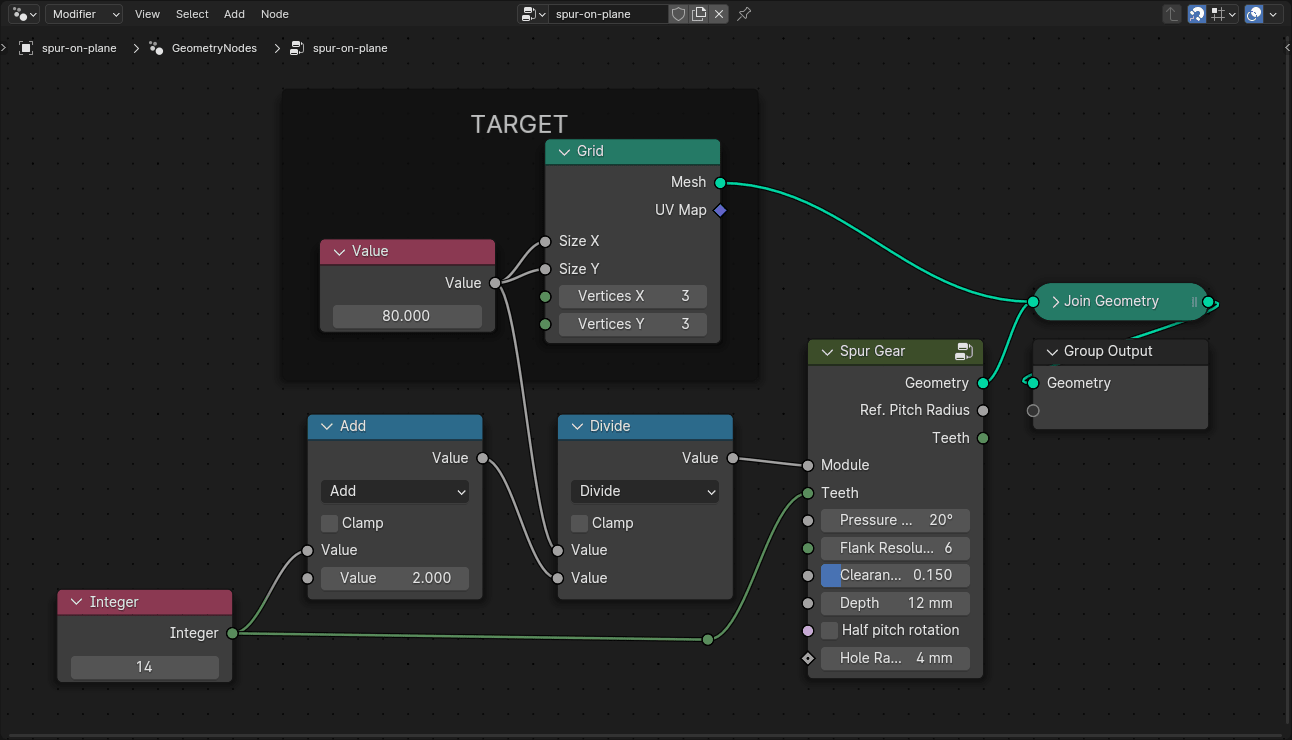 Modifier View Select Add Node spur-on-plane
spur-on-plane GeometryNodes spur-on-plane
TARGET
Grid
Mesh
UV Map
Size X
Size Y
Vertices X 3
Vertices Y 3
Value
Value
80.000
Join Geometry
Spur Gear
Geometry
Ref. Pitch Radius
Teeth
Module
Teeth
Pressure ... 20°
Flank Resolu... 6
Clearan... 0.150
Depth 12 mm
Half pitch rotation
Hole Ra... 4 mm
Group Output
Geometry
Add
Value
Add
Clamp
Value
Value 2.000
Divide
Value
Divide
Clamp
Value
Value
Integer
Integer
14